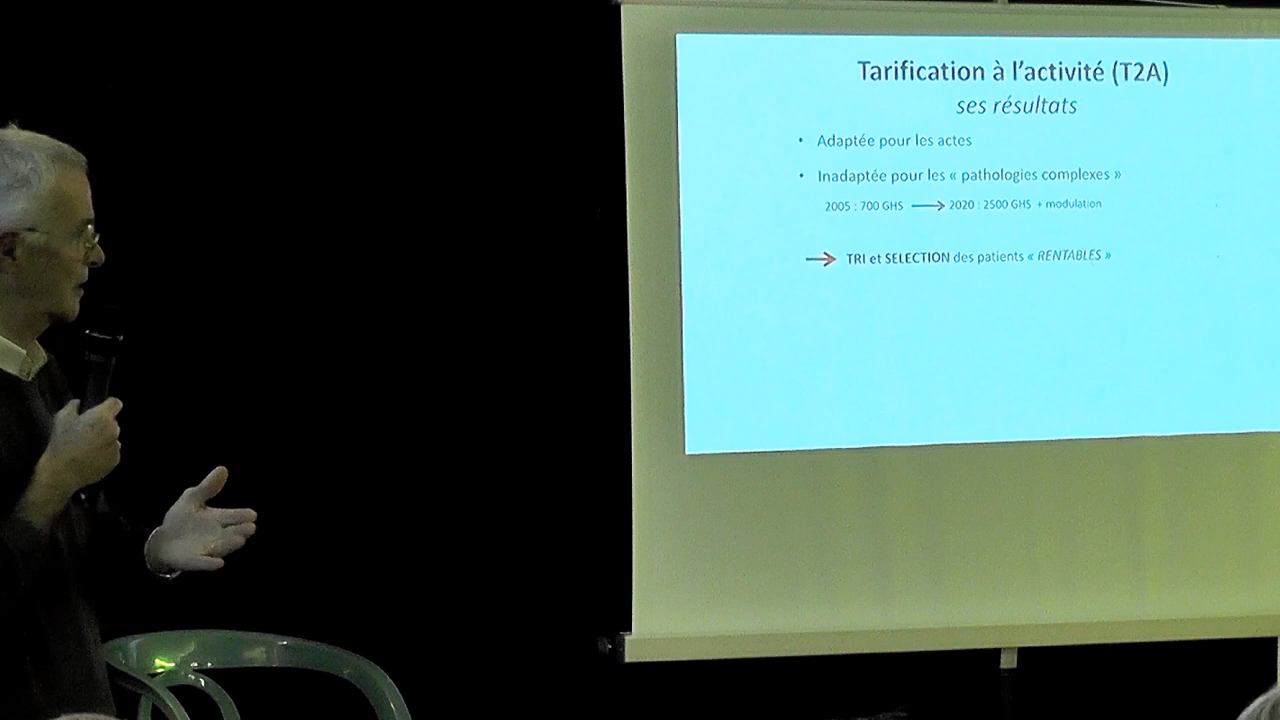 Tarification à l'activité (T2A)
ses résultats
• Adaptée pour les actes
• Inadaptée pour les « pathologies complexes »
2005 : 700 GHS → 2020 : 2500 GHS + modulation
→ TRI et SELECTION des patients « RENTABLES »